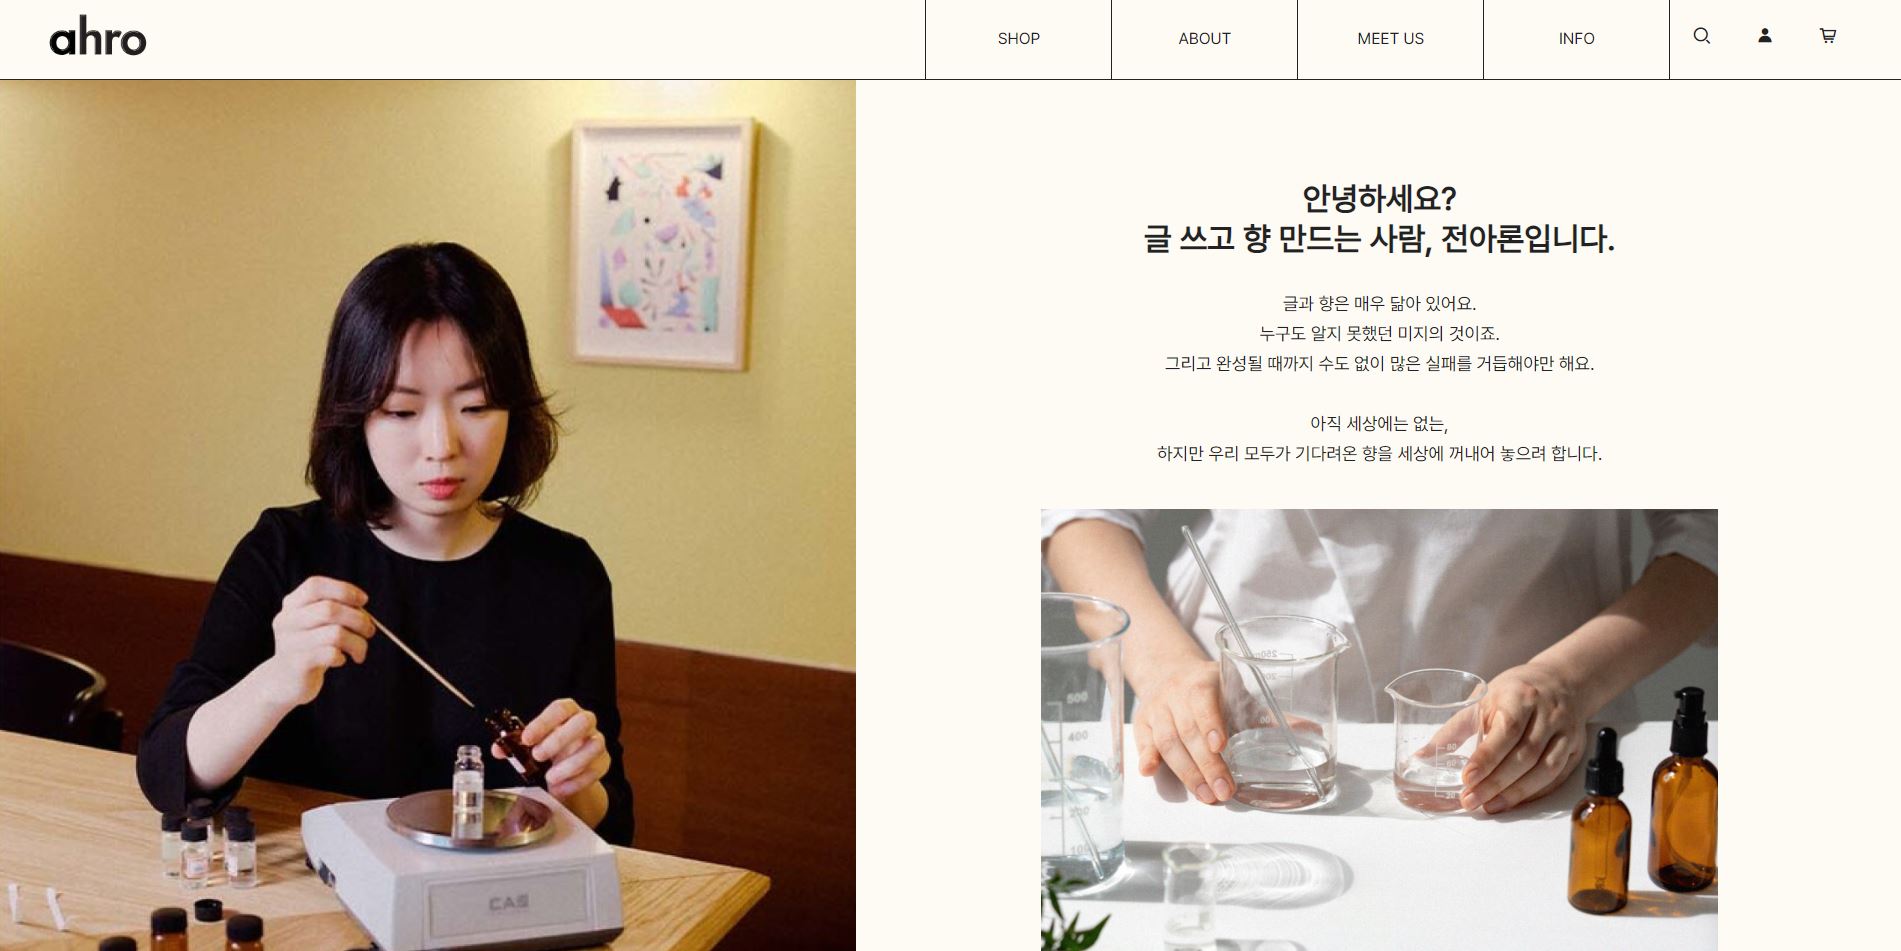 ahro
SHOP
ABOUT
MEET US
INFO
안녕하세요?
글 쓰고 향 만드는 사람, 전아론입니다.
글과 향은 매우 닮아 있어요.
누구도 알지 못했던 미지의 것이죠.
그리고 완성될 때까지 수도 없이 많은 실패를 거듭해야만 해요.
아직 세상에는 없는,
하지만 우리 모두가 기다려온 향을 세상에 꺼내어 놓으려 합니다.
CAS
500
400
200
100